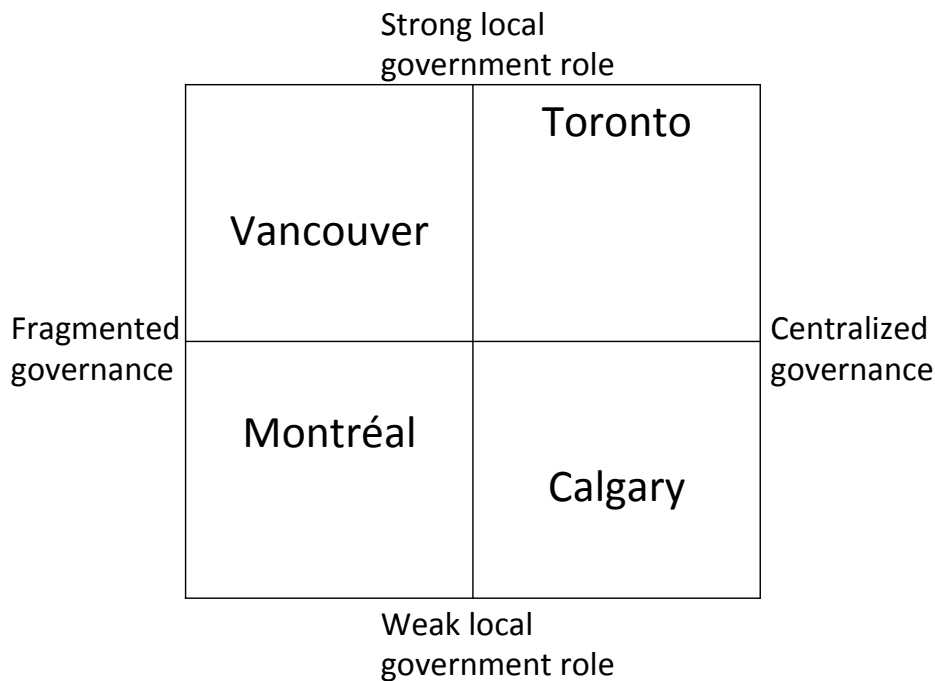 Strong local
government role
Toronto
Vancouver
Fragmented
governance
Centralized
governance
Montréal
Calgary
Weak local
government role